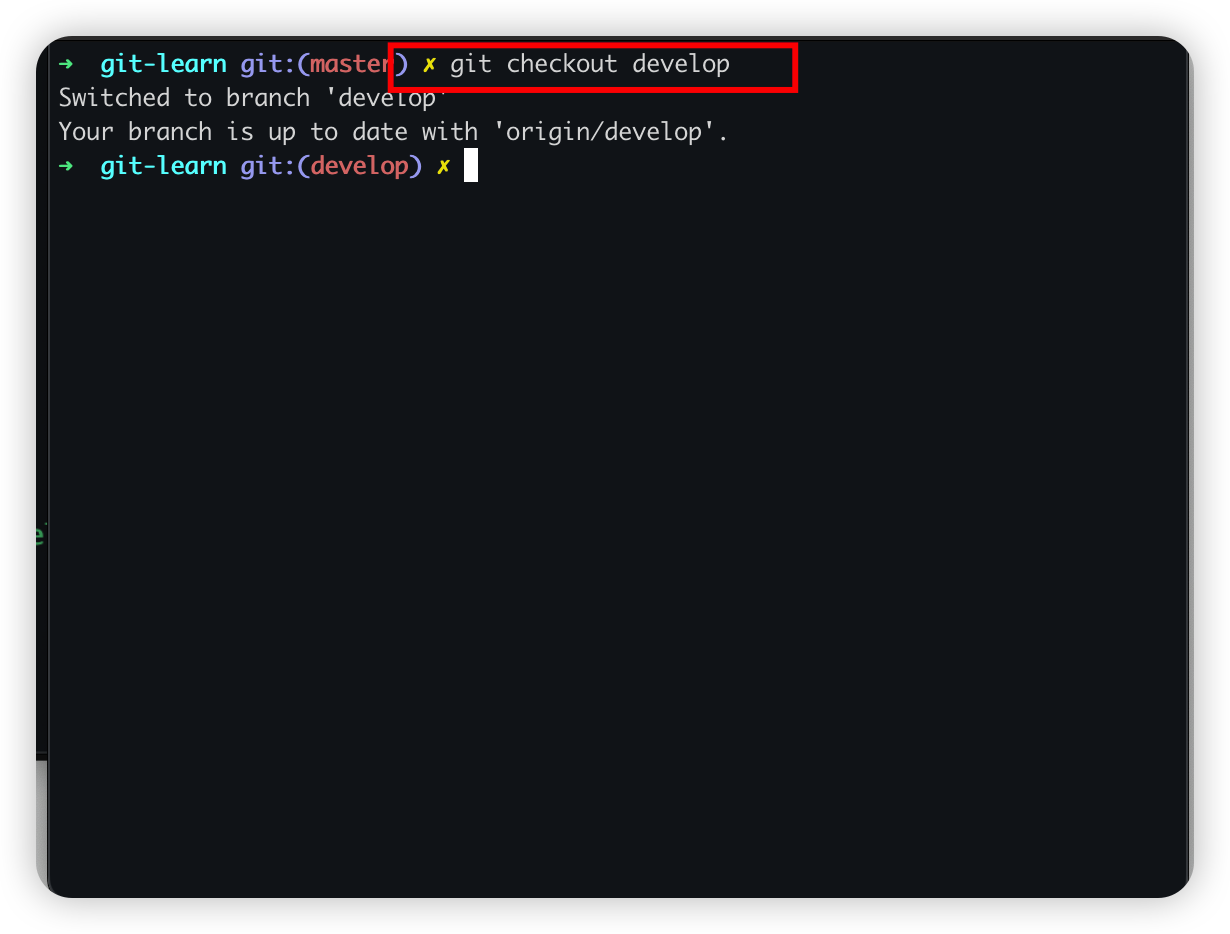 ➜  git-learn git:(master) ✗ git checkout develop
Switched to branch 'develop'
Your branch is up to date with 'origin/develop'.
➜  git-learn git:(develop) ✗